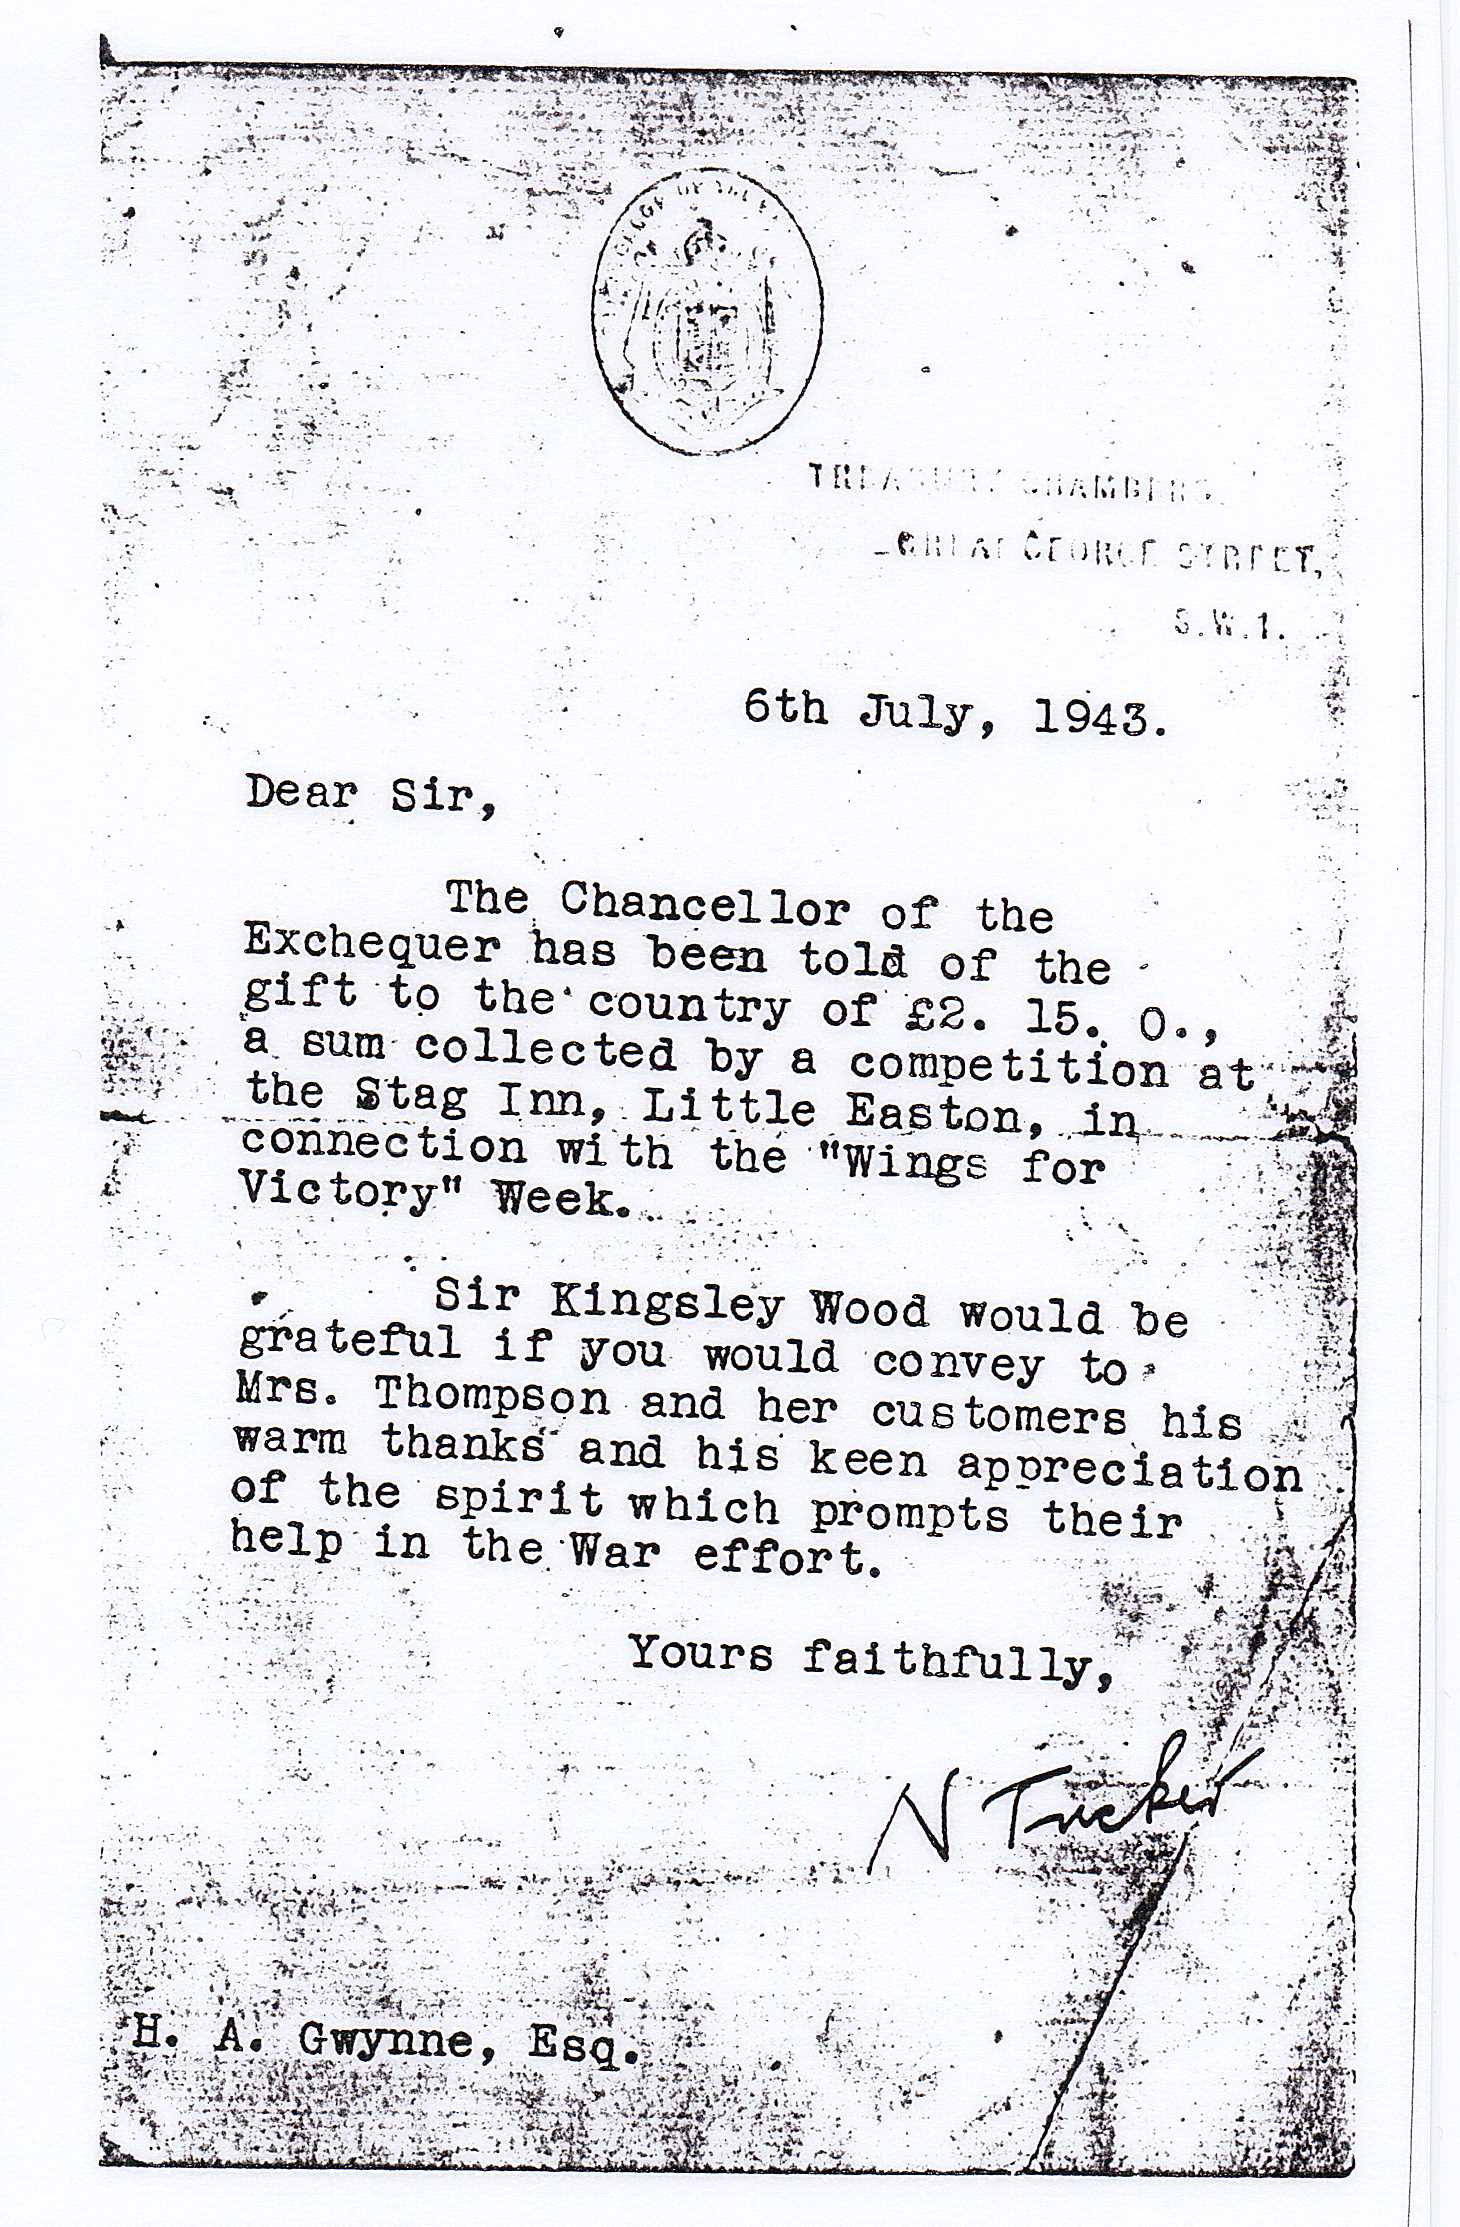 TREASURY CHAMBERS,
GREAT GEORGE STREET,
S.W.1.
6th July, 1943.
Dear Sir,
The Chancellor of the
Exchequer has been told of the
gift to the country of £2. 15. 0.,
a sum collected by a competition at
the Stag Inn, Little Easton, in
connection with the "Wings for
Victory" Week.
Sir Kingsley Wood would be
grateful if you would convey to
Mrs. Thompson and her customers his
warm thanks and his keen appreciation
of the spirit which prompts their
help in the War effort.
Yours faithfully,
N Tucker
H. A. Gwynne, Esq.